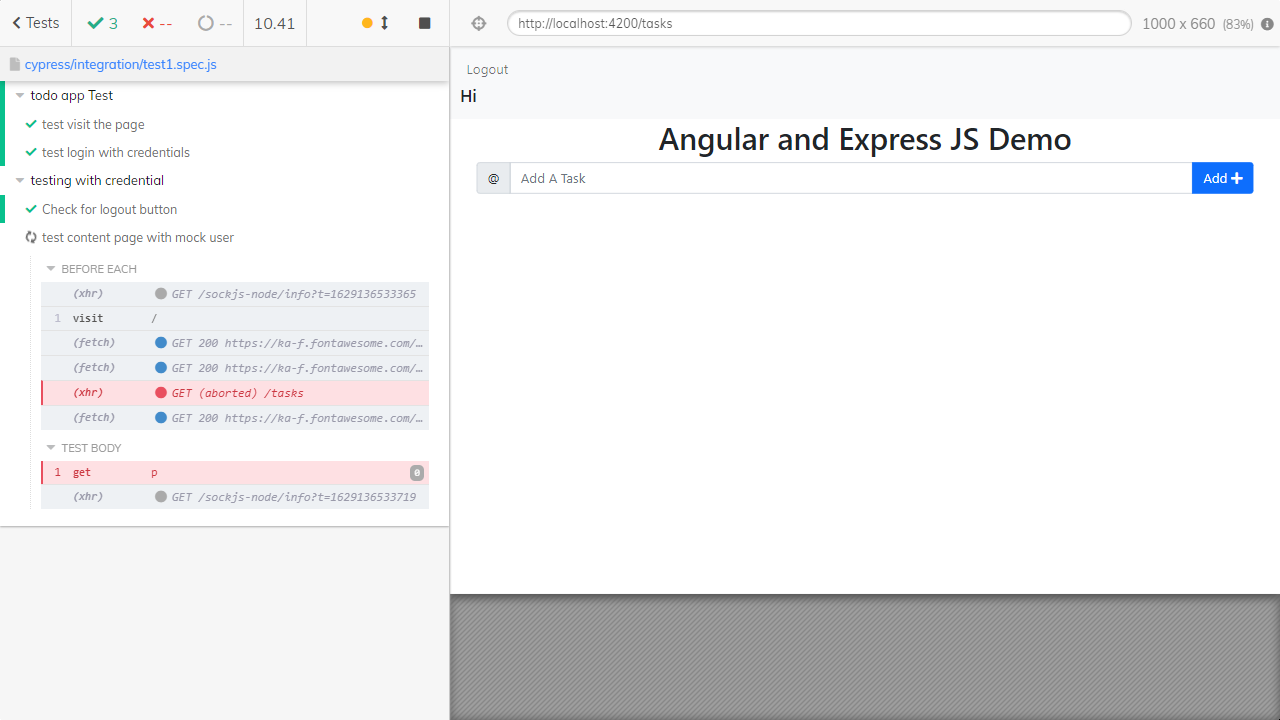 Tests 3 -- -- 10.41
http://localhost:4200/tasks 1000 x 660 (83%)
cypress/integration/test1.spec.js
todo app Test
test visit the page
test login with credentials
testing with credential
Check for logout button
test content page with mock user
BEFORE EACH
(xhr) GET /sockjs-node/info?t=1629136533365
1 visit /
(fetch) GET 200 https://ka-f.fontawesome.com/…
(fetch) GET 200 https://ka-f.fontawesome.com/…
(xhr) GET (aborted) /tasks
(fetch) GET 200 https://ka-f.fontawesome.com/…
TEST BODY
1 get p 0
(xhr) GET /sockjs-node/info?t=1629136533719
Logout
Hi
Angular and Express JS Demo
@ Add A Task Add